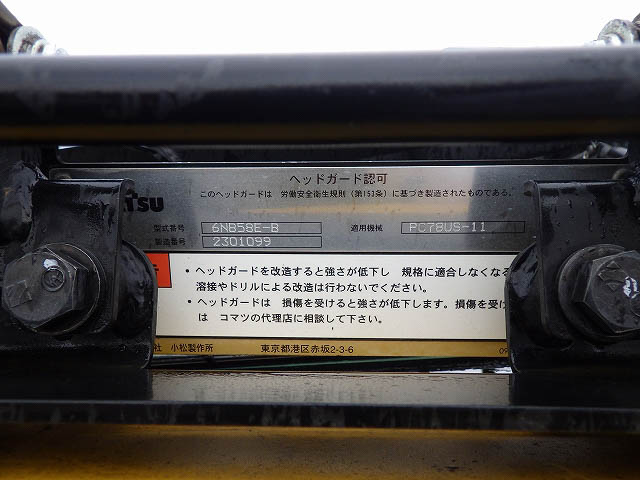 ヘッドガード認可
このヘッドガードは 労働安全衛生規則(第153条)に基づき製造されたものである。
tsu
型式番号 6NB58E-B 適用機械 PC78US-11
製造番号 2301099
・ヘッドガードを改造すると強さが低下し 規格に適合しなくなる
溶接やドリルによる改造は行わないでください。
・ヘッドガードは 損傷を受けると強さが低下します。損傷を受け
は コマツの代理店に相談して下さい。
社 小松製作所 東京都港区赤坂2-3-6 09